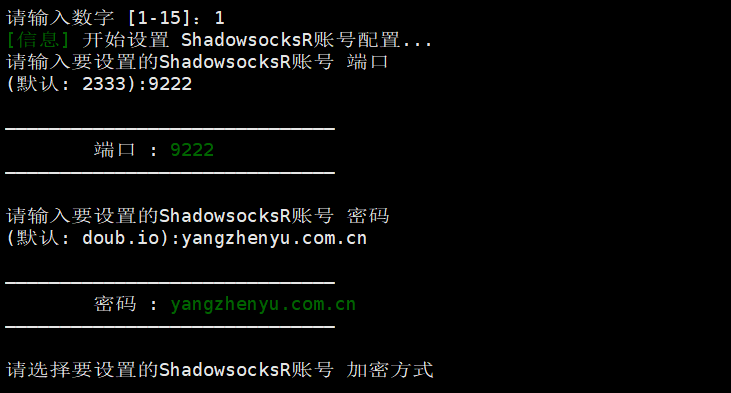 请输入数字 [1-15]：1
[信息] 开始设置 ShadowsocksR账号配置...
请输入要设置的ShadowsocksR账号 端口
(默认: 2333):9222
端口 : 9222
请输入要设置的ShadowsocksR账号 密码
(默认: doub.io):yangzhenyu.com.cn
密码 : yangzhenyu.com.cn
请选择要设置的ShadowsocksR账号 加密方式